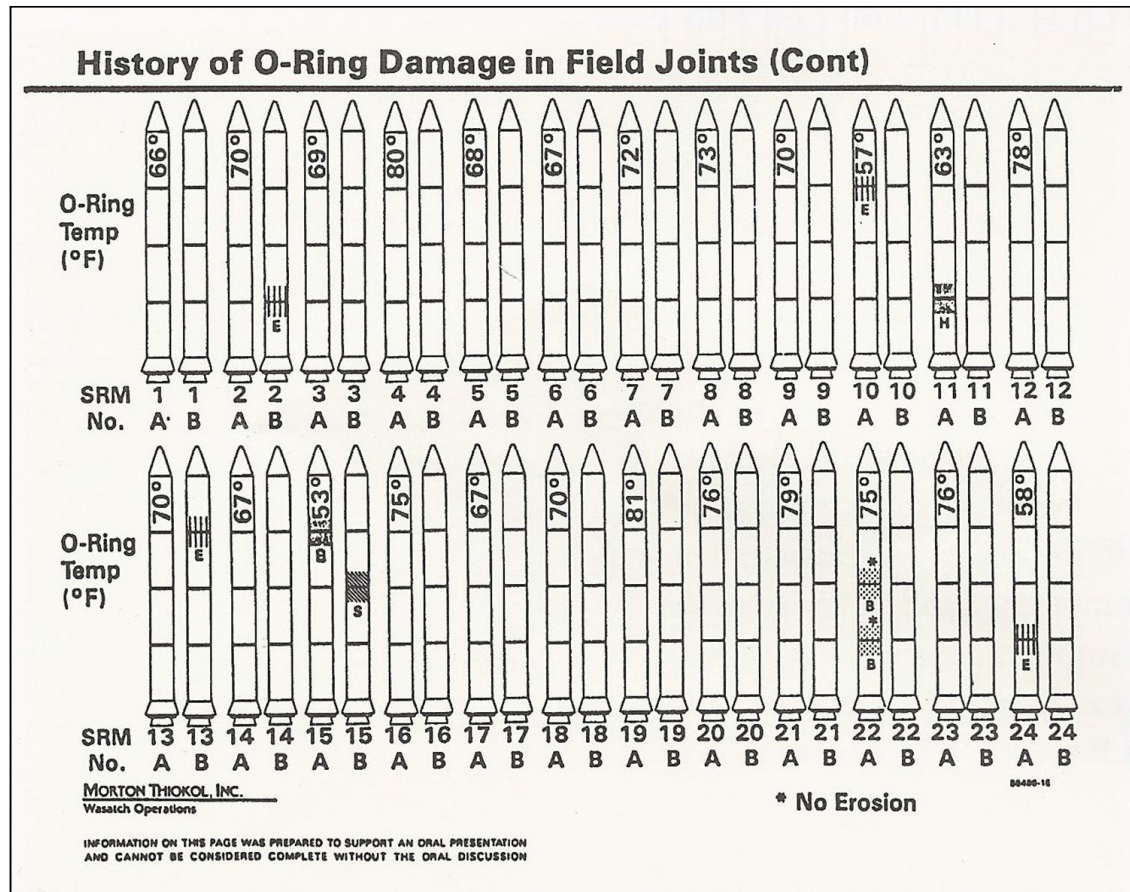 History of O-Ring Damage in Field Joints (Cont)
O-Ring
Temp
(°F)
66° 70° 69° 80° 68° 67° 72° 73° 70° 57° 63° 78°
E
E
H
SRM 1 1 2 2 3 3 4 4 5 5 6 6 7 7 8 8 9 9 10 10 11 11 12 12
No. A B A B A B A B A B A B A B A B A B A B A B A B
O-Ring
Temp
(°F)
70° 67° 53° 75° 67° 70° 81° 76° 79° 75° 76° 58°
E
B
*
S
B
*
B
E
SRM 13 13 14 14 15 15 16 16 17 17 18 18 19 19 20 20 21 21 22 22 23 23 24 24
No. A B A B A B A B A B A B A B A B A B A B A B A B
MORTON THIOKOL, INC.
Wasatch Operations
* No Erosion
INFORMATION ON THIS PAGE WAS PREPARED TO SUPPORT AN ORAL PRESENTATION
AND CANNOT BE CONSIDERED COMPLETE WITHOUT THE ORAL DISCUSSION